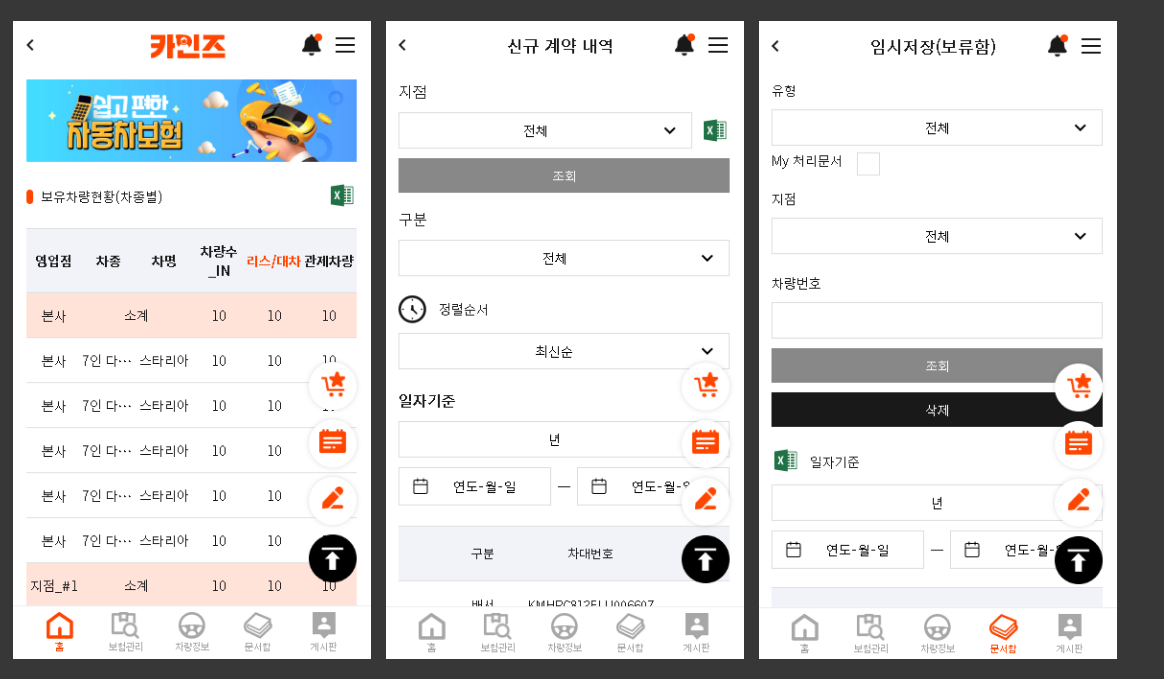 카인즈
쉽고 편한
자동차보험
보유차량현황(차종별)
영업점 차종 차명 차량수_IN 리스/대차 관제차량
본사 소계 10 10 10
본사 7인 다… 스타리아 10 10 10
본사 7인 다… 스타리아 10 10
본사 7인 다… 스타리아 10 10
본사 7인 다… 스타리아 10 10
본사 7인 다… 스타리아 10 10
지점_#1 소계 10 10 10
홈 보험관리 차량정보 문서함 게시판
신규 계약 내역
지점
전체
조회
구분
전체
정렬순서
최신순
일자기준
년
연도-월-일 — 연도-월-일
구분 차대번호
배서 KMHPC812FLU006607
홈 보험관리 차량정보 문서함 게시판
임시저장(보류함)
유형
전체
My 처리문서
지점
전체
차량번호
조회
삭제
일자기준
년
연도-월-일 — 연도-월-
홈 보험관리 차량정보 문서함 게시판